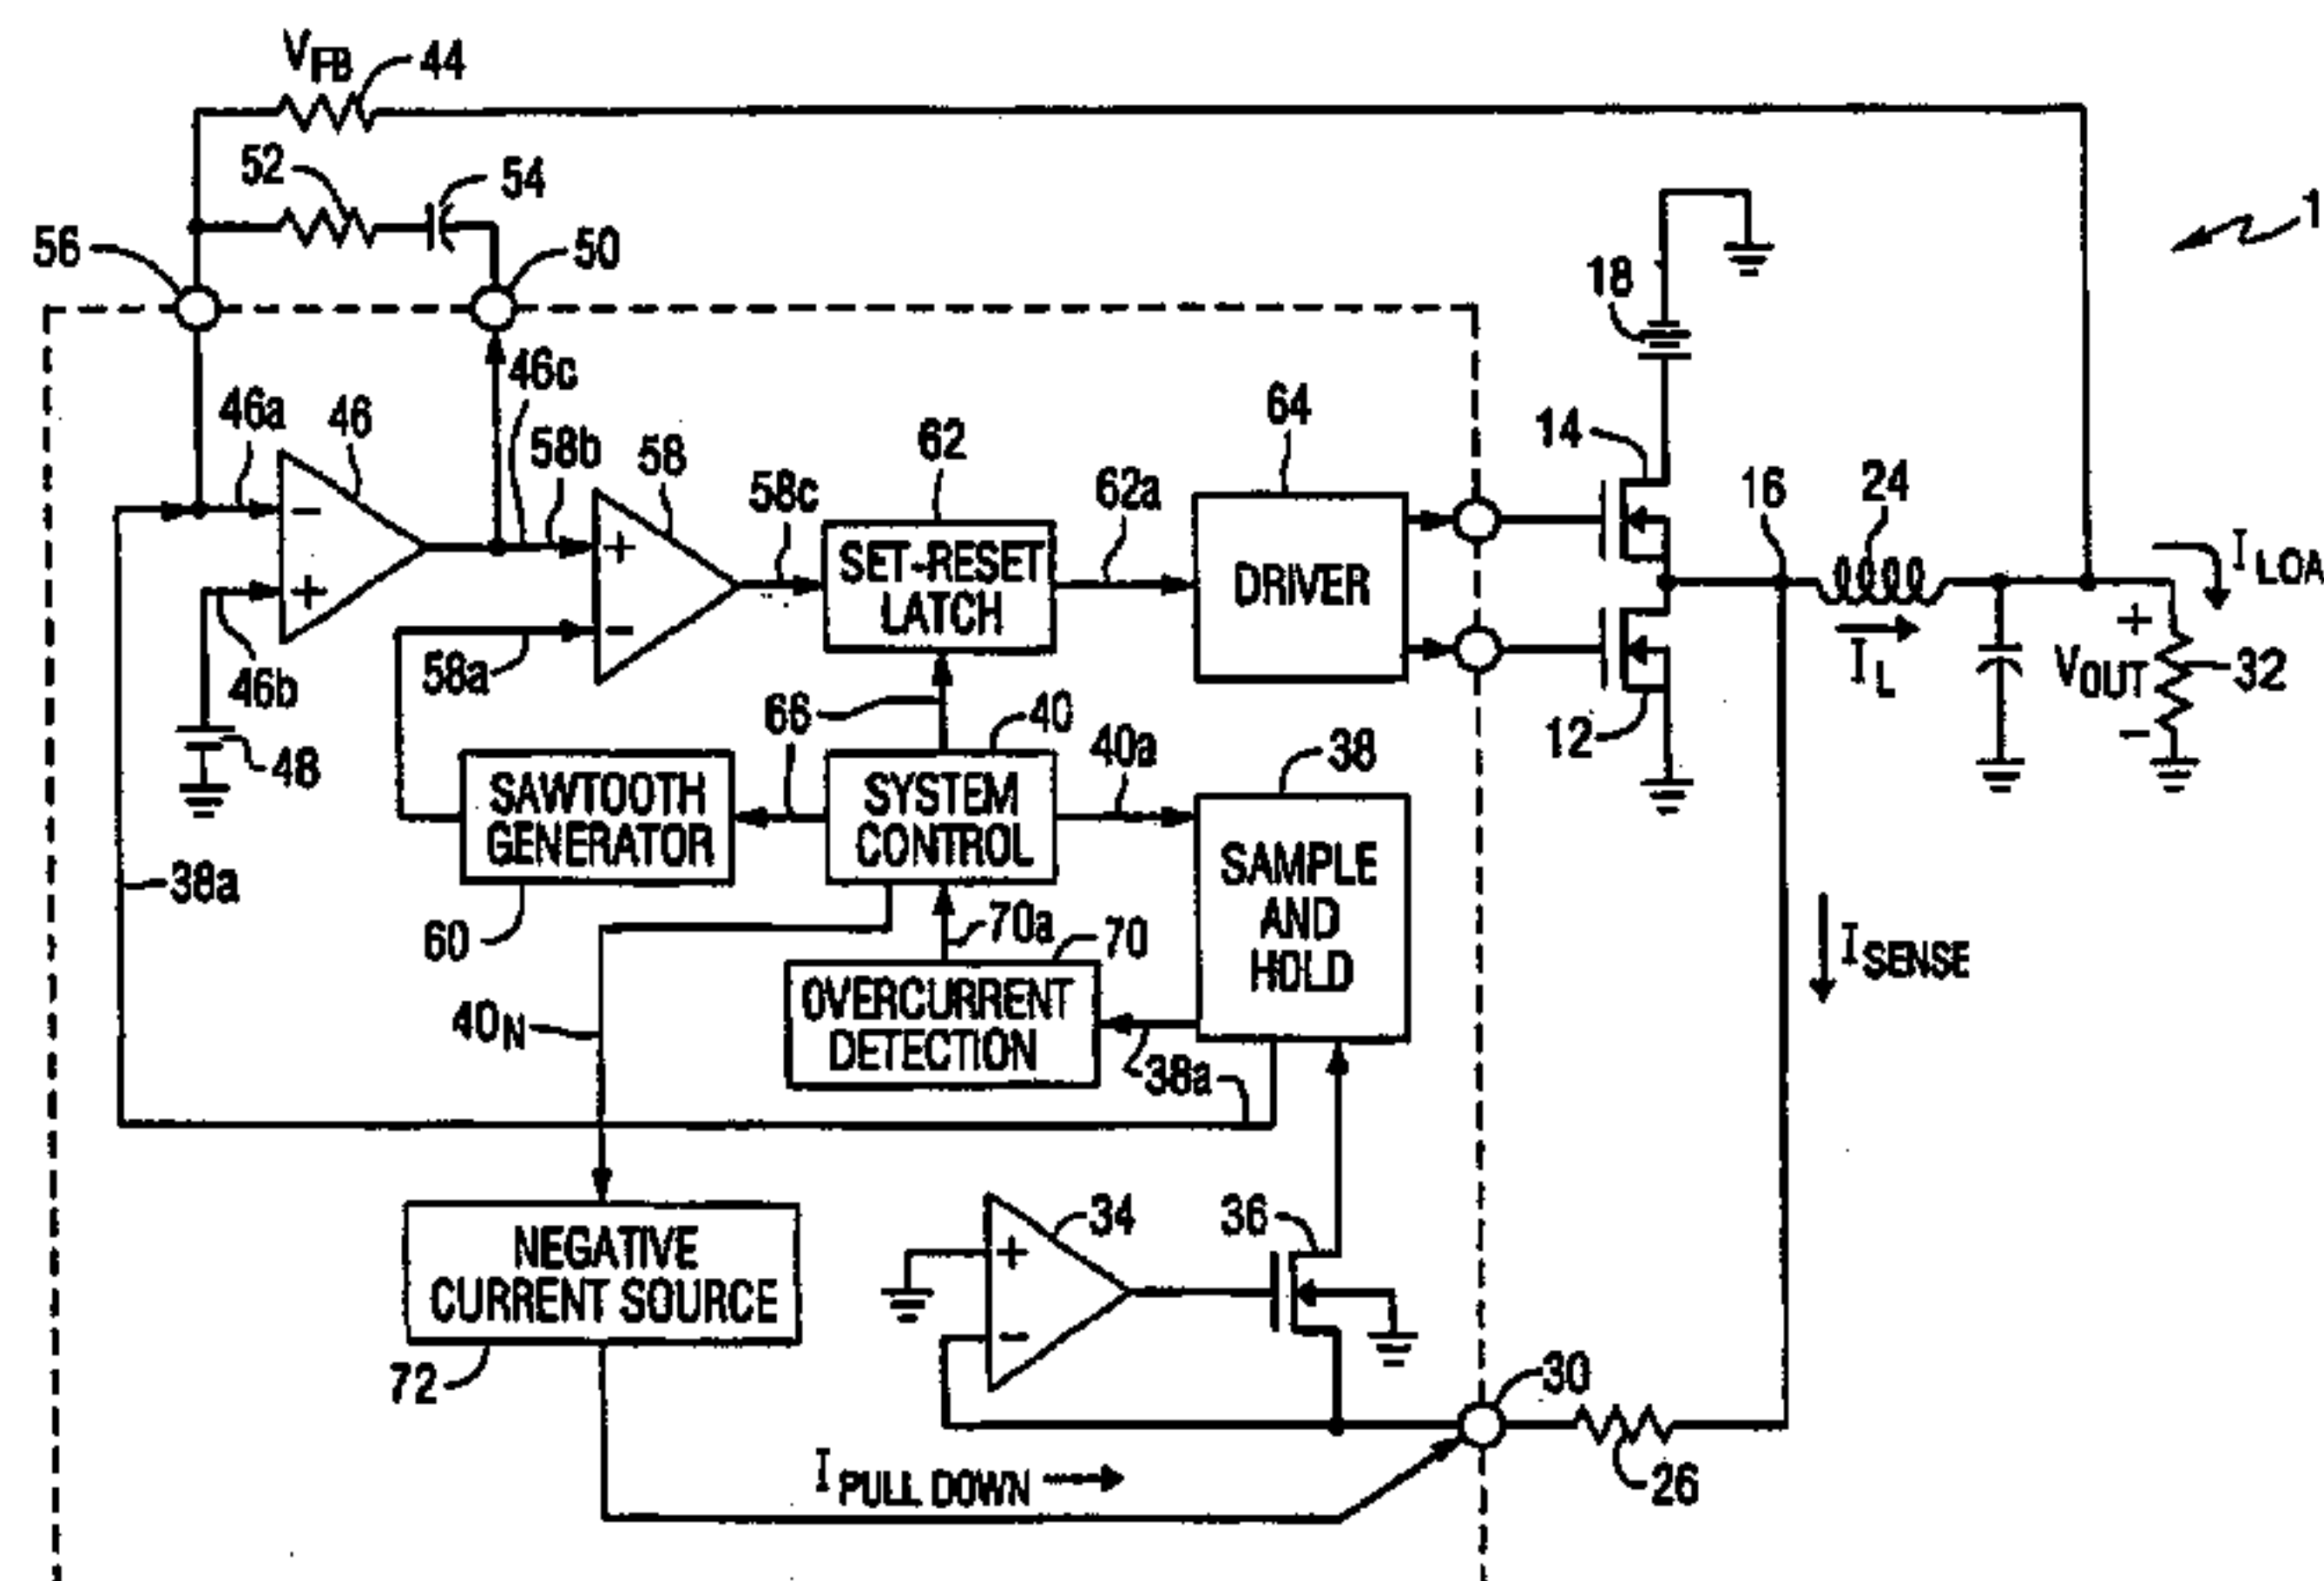 VFB
44
52
54
56
50
1
18
46a
46
46c
58b
58
58c
62
62a
64
14
16
24
ILOA
−
+
+
−
SET-RESET
LATCH
DRIVER
46b
58a
IL
+
VOUT
−
32
48
66
66
40
40a
38
12
SAWTOOTH
GENERATOR
SYSTEM
CONTROL
SAMPLE
AND
HOLD
38a
60
70a
70
ISENSE
40N
OVERCURRENT
DETECTION
38a
NEGATIVE
CURRENT SOURCE
+
−
34
36
72
30
IPULL DOWN
26